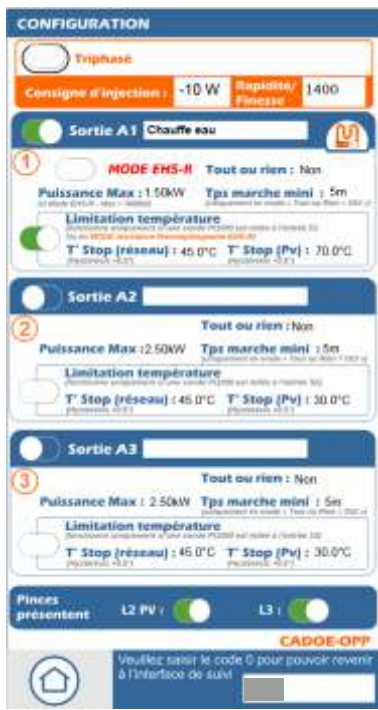 CONFIGURATION
Triphase
Consigne d'injection : -10 W Rapidité/ Finesse 1400
Sortie A1 Chauffe eau
1 MODE EHS-R Tout ou rien : Non
Puissance Max : 1.50kW Tps marche mini : 5m
Limitation température
T° Stop (réseau) : 45.0°C T° Stop (Pv) : 70.0°C
Sortie A2
2 Tout ou rien : Non
Puissance Max : 2.50kW Tps marche mini : 5m
Limitation température
T° Stop (réseau) : 45.0°C T° Stop (Pv) : 30.0°C
Sortie A3
3 Tout ou rien : Non
Puissance Max : 2.50kW Tps marche mini : 5m
Limitation température
T° Stop (réseau) : 45.0°C T° Stop (Pv) : 30.0°C
Pinces
présentent L2 PV : L3 :
CADOE-OPP
Veuillez saisir le code 0 pour pouvoir revenir
à l'interface de suivi